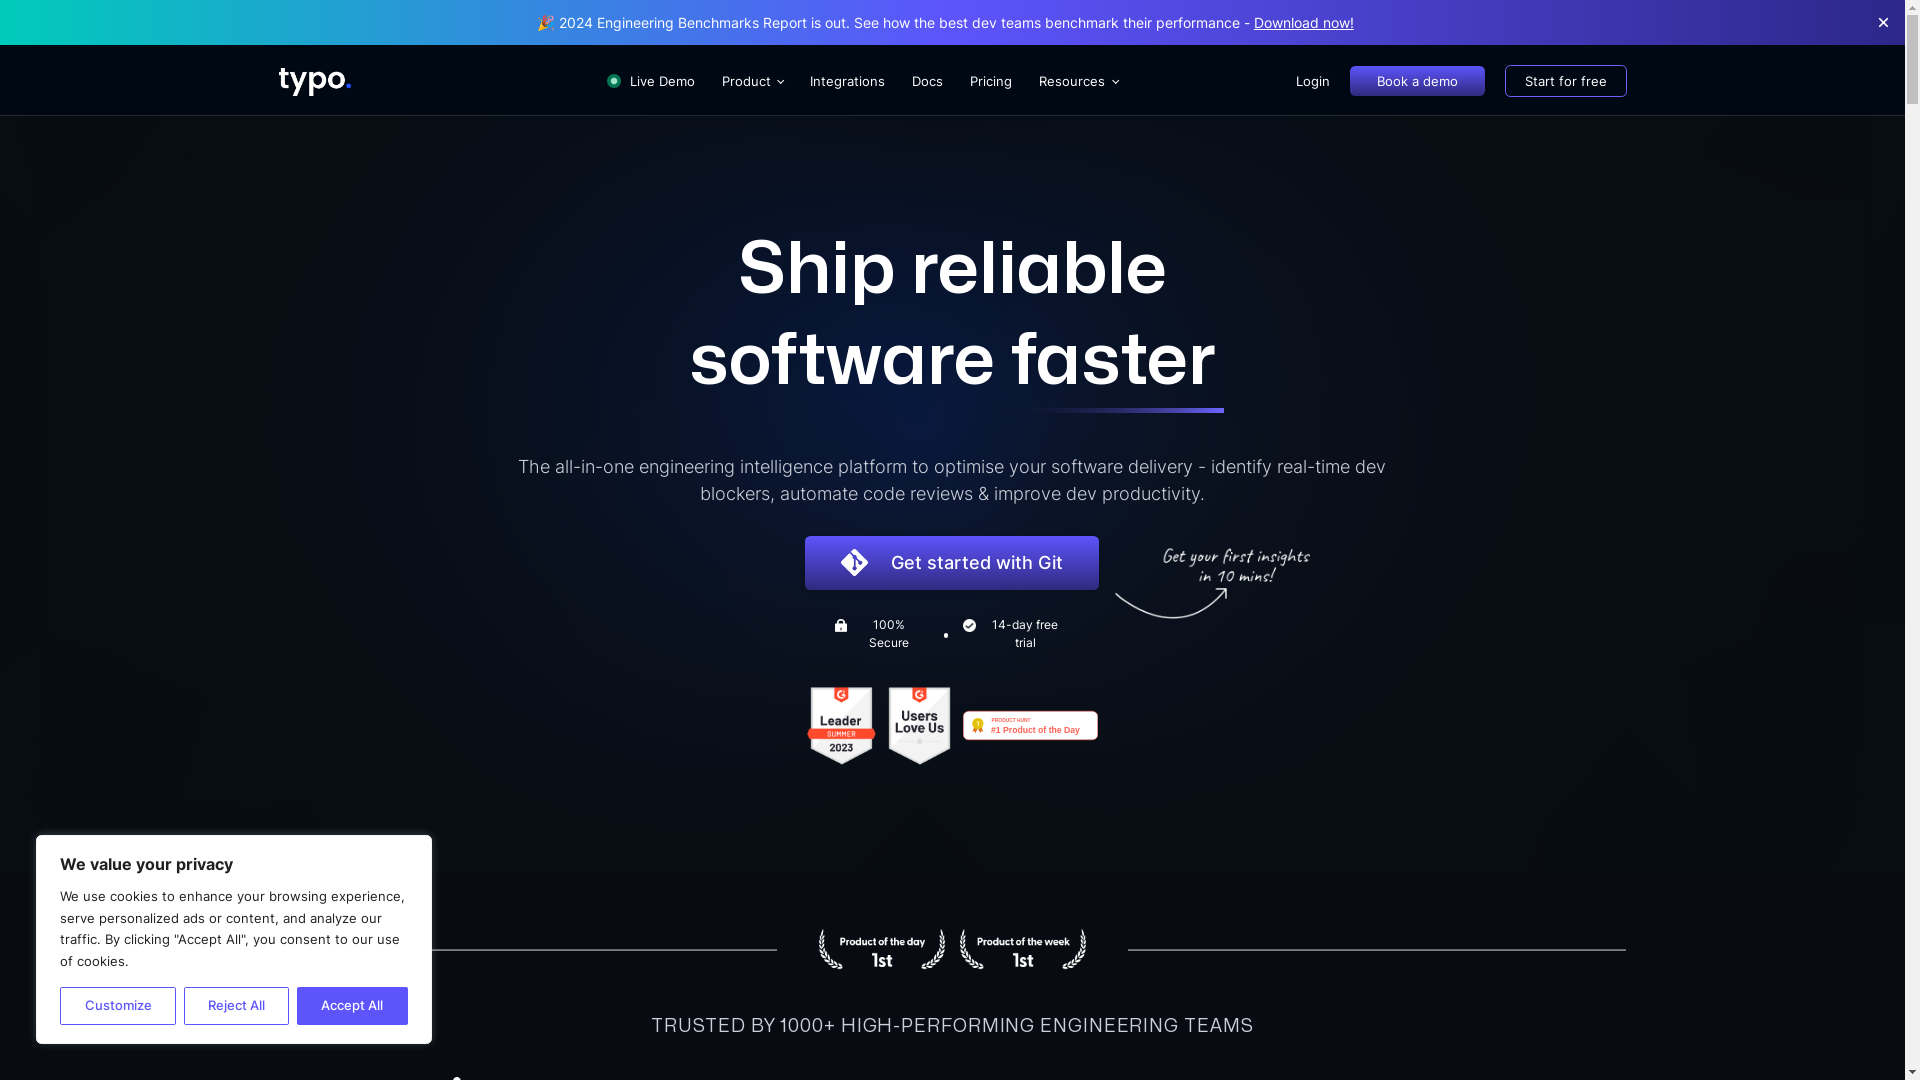 🎉 2024 Engineering Benchmarks Report is out. See how the best dev teams benchmark their performance - Download now!
typo.
Live Demo
Product
Integrations
Docs
Pricing
Resources
Login
Book a demo
Start for free
Ship reliable
software faster
The all-in-one engineering intelligence platform to optimise your software delivery - identify real-time dev
blockers, automate code reviews & improve dev productivity.
Get started with Git
Get your first insights
in 10 mins!
100%
Secure
14-day free
trial
Leader
SUMMER
2023
Users
Love Us
PRODUCT HUNT
#1 Product of the Day
We value your privacy
We use cookies to enhance your browsing experience,
serve personalized ads or content, and analyze our
traffic. By clicking "Accept All", you consent to our use
of cookies.
Customize
Reject All
Accept All
Product of the day
1st
Product of the week
1st
TRUSTED BY 1000+ HIGH-PERFORMING ENGINEERING TEAMS